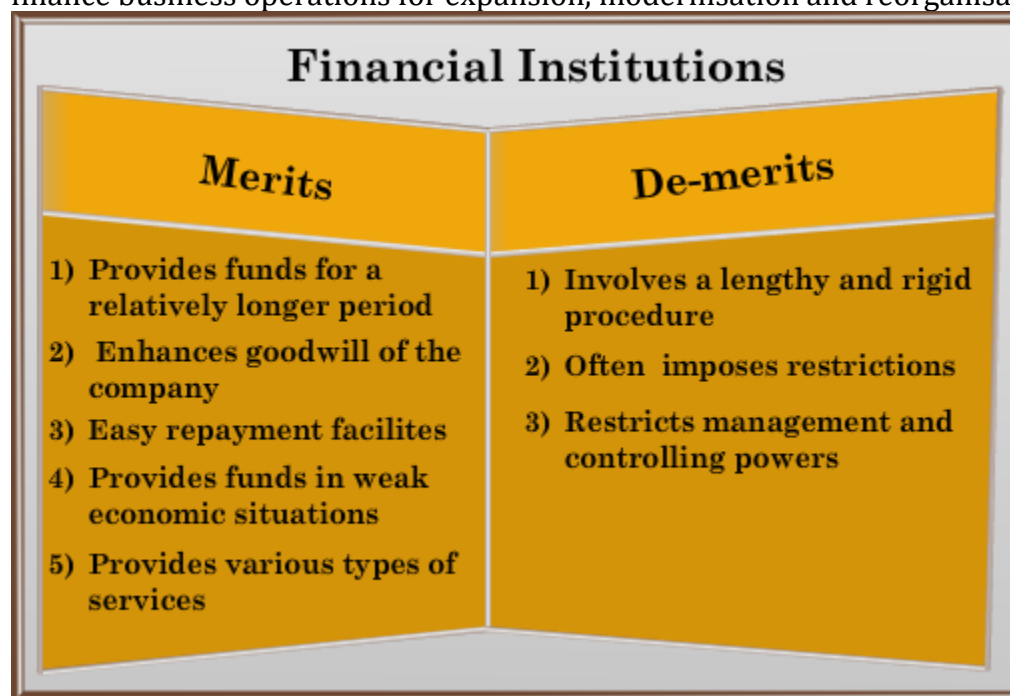 finance business operations for expansion, modernisation and reorganisa
Financial Institutions
Merits
1) Provides funds for a
relatively longer period
2) Enhances goodwill of the
company
3) Easy repayment facilites
4) Provides funds in weak
economic situations
5) Provides various types of
services
De-merits
1) Involves a lengthy and rigid
procedure
2) Often imposes restrictions
3) Restricts management and
controlling powers